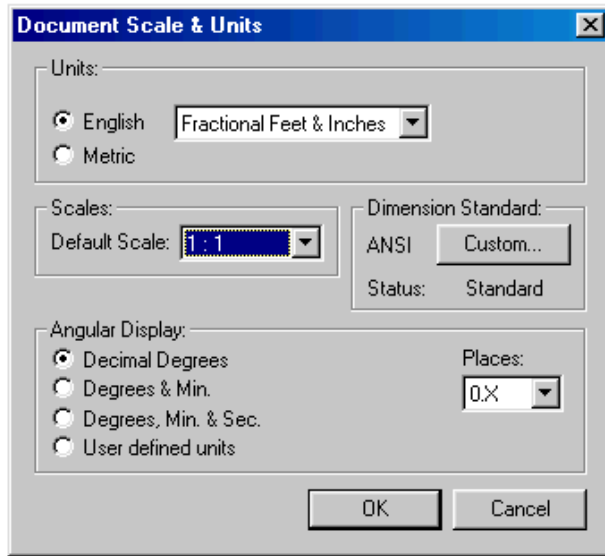 Document Scale & Units
Units:
English Fractional Feet & Inches
Metric
Scales:
Default Scale: 1 : 1
Dimension Standard:
ANSI Custom...
Status: Standard
Angular Display:
Decimal Degrees
Degrees & Min.
Degrees, Min. & Sec.
User defined units
Places:
0.X
OK Cancel